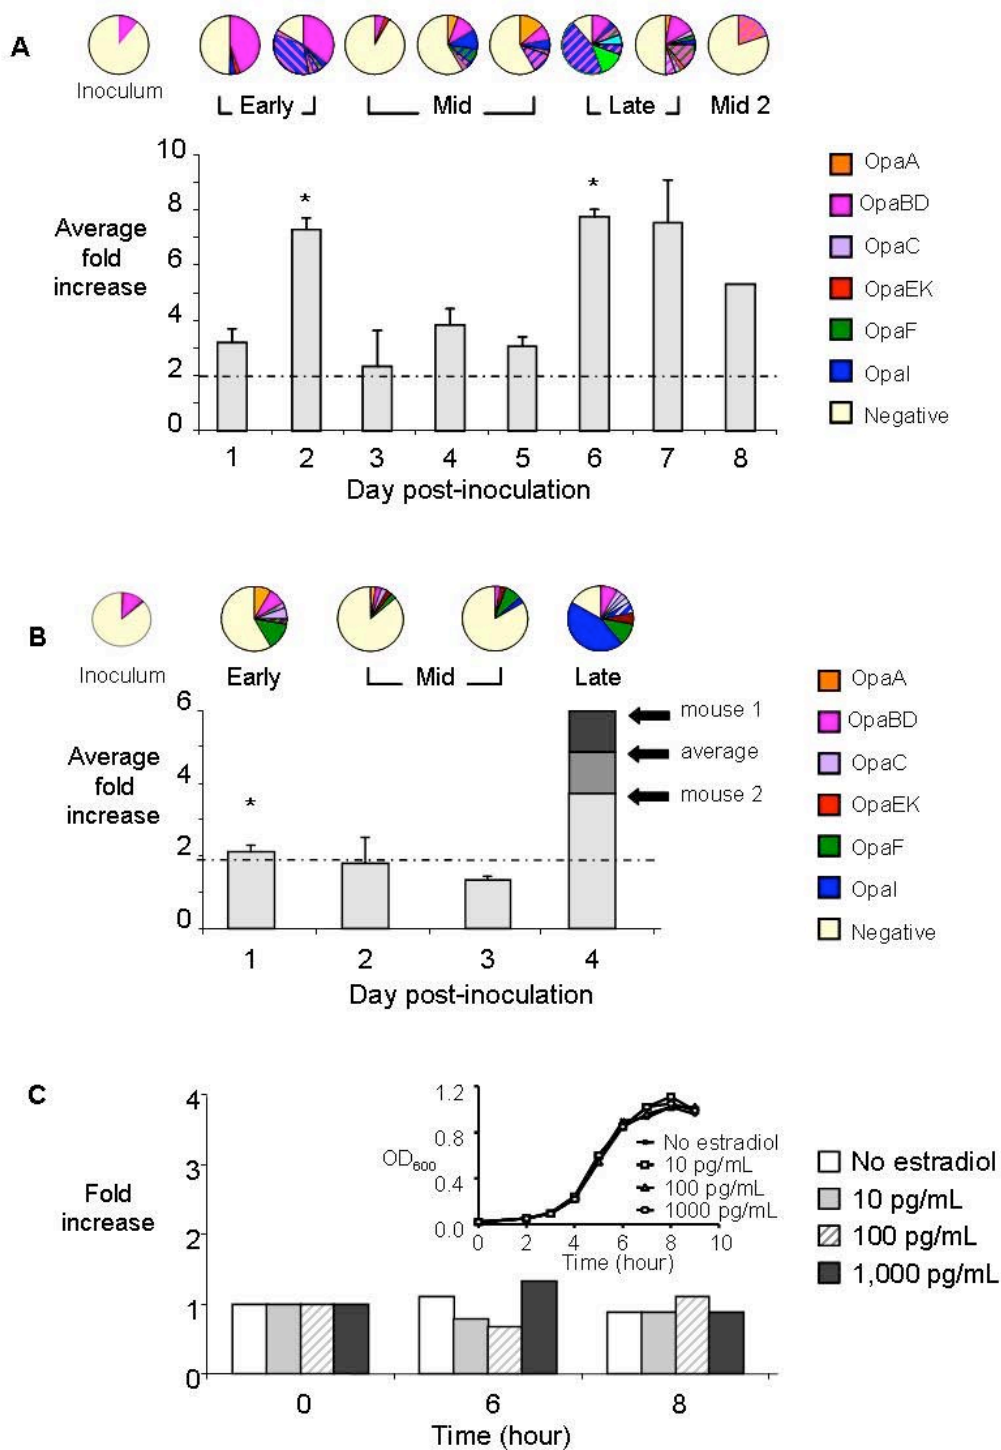 A
Inoculum
Early
Mid
Late
Mid 2
10
8
6
4
2
0
Average
fold
increase
*
*
1 2 3 4 5 6 7 8
Day post-inoculation
OpaA
OpaBD
OpaC
OpaEK
OpaF
OpaI
Negative
B
Inoculum
Early
Mid
Late
6
4
2
0
Average
fold
increase
*
mouse 1
average
mouse 2
1 2 3 4
Day post-inoculation
OpaA
OpaBD
OpaC
OpaEK
OpaF
OpaI
Negative
C
4
3
2
1
0
Fold
increase
1.2
0.8
0.4
0.0
OD600
No estradiol
10 pg/mL
100 pg/mL
1000 pg/mL
0 2 4 6 8 10
Time (hour)
0 6 8
Time (hour)
No estradiol
10 pg/mL
100 pg/mL
1,000 pg/mL